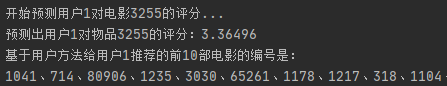 开始预测用户1对电影3255的评分...
预测出用户1对物品3255的评分：3.36496
基于用户方法给用户1推荐的前10部电影的编号是：
1041、714、80906、1235、3030、65261、1178、1217、318、1104